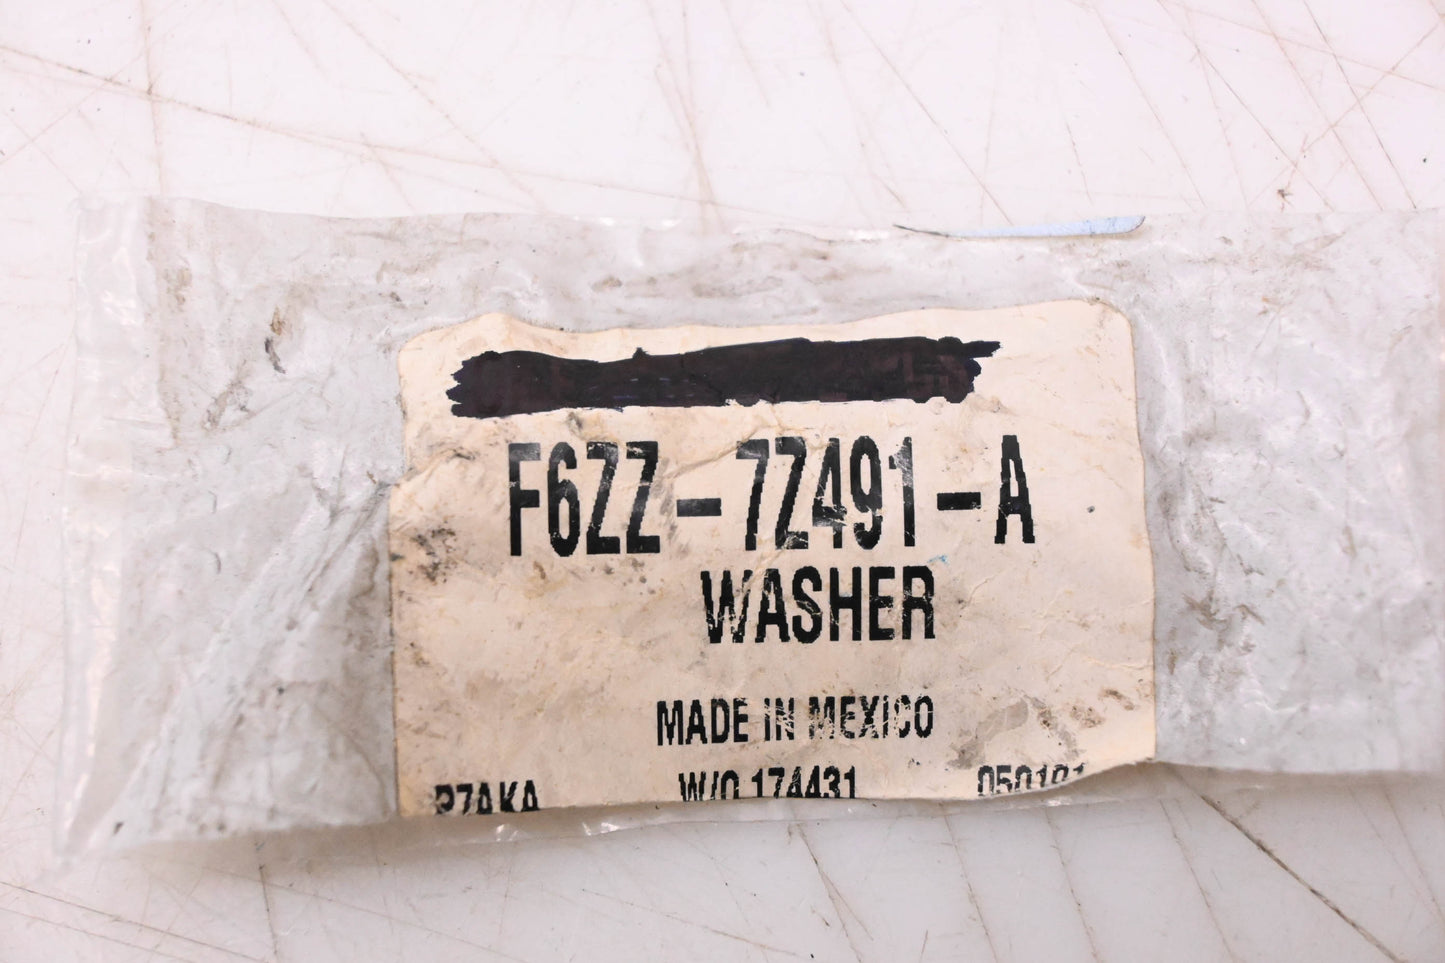 F6ZZ-7Z491-A
WASHER
MADE IN MEXICO
W/O 174431